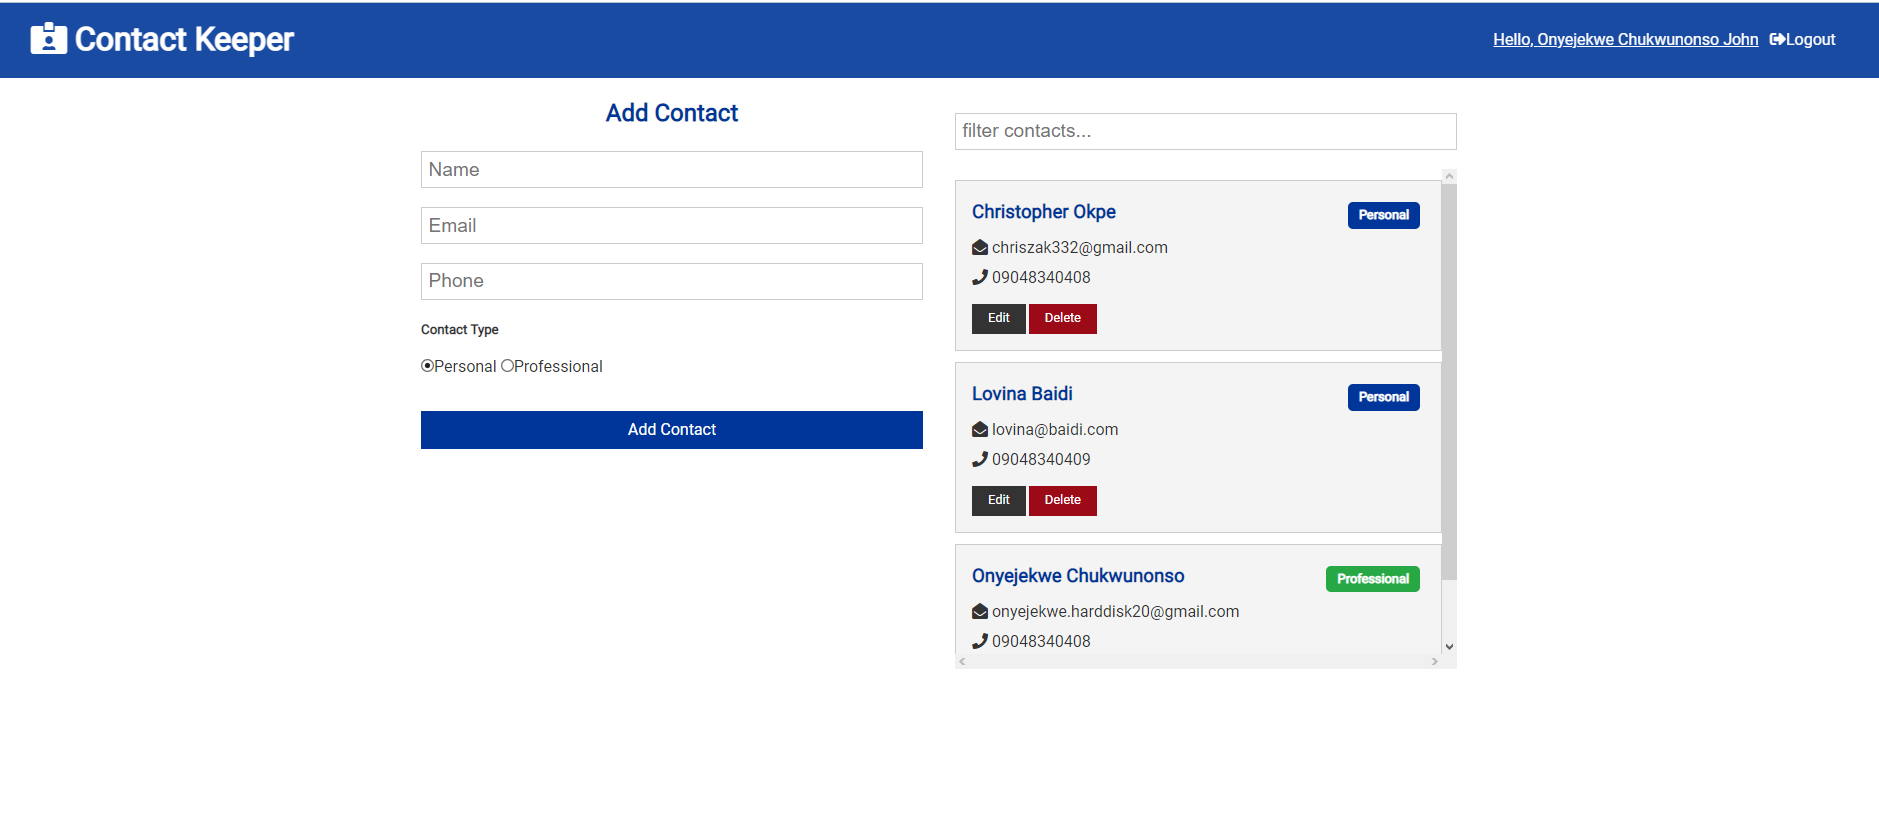 Contact Keeper
Hello, Onyejekwe Chukwunonso John Logout
Add Contact
Name
Email
Phone
Contact Type
Personal Professional
Add Contact
filter contacts...
Christopher Okpe Personal
chriszak332@gmail.com
09048340408
Edit Delete
Lovina Baidi Personal
lovina@baidi.com
09048340409
Edit Delete
Onyejekwe Chukwunonso Professional
onyejekwe.harddisk20@gmail.com
09048340408